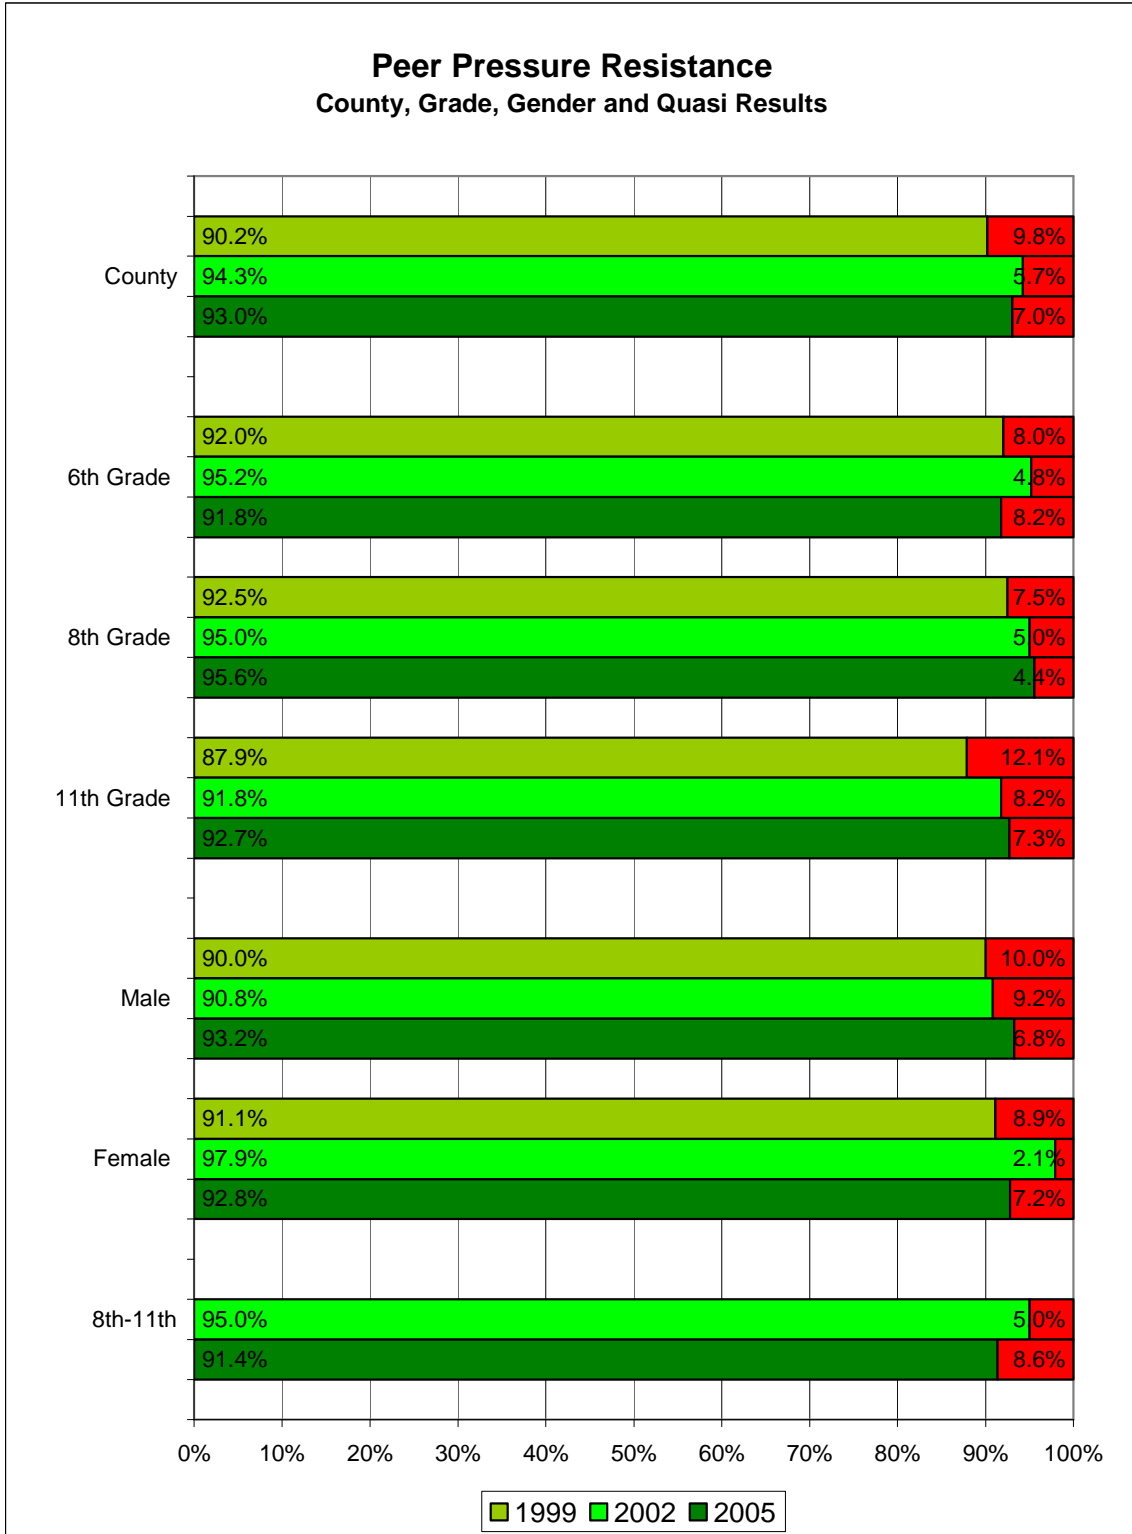 Peer Pressure Resistance
County, Grade, Gender and Quasi Results
90.2% 9.8%
County 94.3% 5.7%
93.0% 7.0%
92.0% 8.0%
6th Grade 95.2% 4.8%
91.8% 8.2%
92.5% 7.5%
8th Grade 95.0% 5.0%
95.6% 4.4%
87.9% 12.1%
11th Grade 91.8% 8.2%
92.7% 7.3%
90.0% 10.0%
Male 90.8% 9.2%
93.2% 6.8%
91.1% 8.9%
Female 97.9% 2.1%
92.8% 7.2%
8th-11th 95.0% 5.0%
91.4% 8.6%
0% 10% 20% 30% 40% 50% 60% 70% 80% 90% 100%
1999 2002 2005